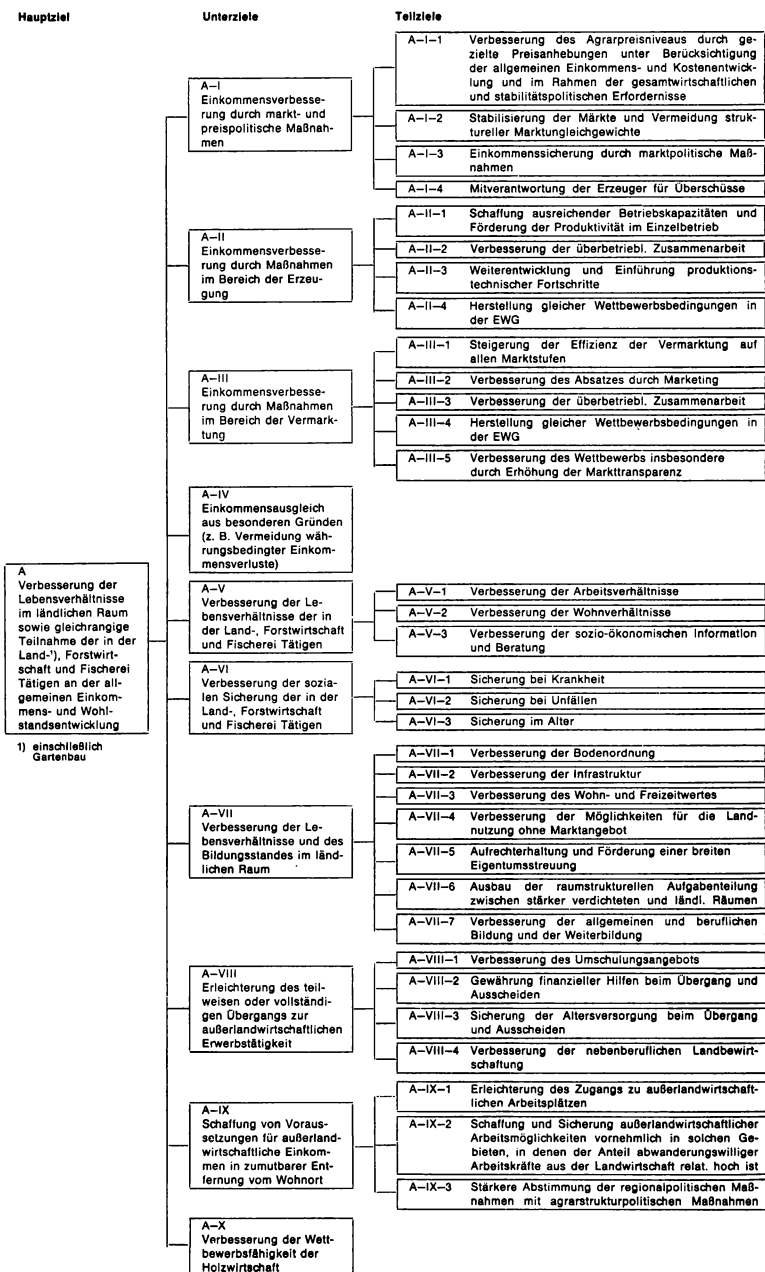 Hauptziel
Unterziele
Teilziele
A–I
Einkommensverbesse-
rung durch markt- und
preispolitische Maßnah-
men
A–I–1 Verbesserung des Agrarpreisniveaus durch ge-
zielte Preisanhebungen unter Berücksichtigung
der allgemeinen Einkommens- und Kostenentwick-
lung und im Rahmen der gesamtwirtschaftlichen
und stabilitätspolitischen Erfordernisse
A–I–2 Stabilisierung der Märkte und Vermeidung struk-
tureller Marktungleichgewichte
A–I–3 Einkommenssicherung durch marktpolitische Maß-
nahmen
A–I–4 Mitverantwortung der Erzeuger für Überschüsse
A–II
Einkommensverbesse-
rung durch Maßnahmen
im Bereich der Erzeu-
gung
A–II–1 Schaffung ausreichender Betriebskapazitäten und
Förderung der Produktivität im Einzelbetrieb
A–II–2 Verbesserung der überbetriebl. Zusammenarbeit
A–II–3 Weiterentwicklung und Einführung produktions-
technischer Fortschritte
A–II–4 Herstellung gleicher Wettbewerbsbedingungen in
der EWG
A–III
Einkommensverbesse-
rung durch Maßnahmen
im Bereich der Vermark-
tung
A–III–1 Steigerung der Effizienz der Vermarktung auf
allen Marktstufen
A–III–2 Verbesserung des Absatzes durch Marketing
A–III–3 Verbesserung der überbetriebl. Zusammenarbeit
A–III–4 Herstellung gleicher Wettbewerbsbedingungen in
der EWG
A–III–5 Verbesserung des Wettbewerbs insbesondere
durch Erhöhung der Markttransparenz
A–IV
Einkommensausgleich
aus besonderen Gründen
(z. B. Vermeidung wäh-
rungsbedingter Einkom-
mensverluste)
A
Verbesserung der
Lebensverhältnisse
im ländlichen Raum
sowie gleichrangige
Teilnahme der in der
Land-¹), Forstwirt-
schaft und Fischerei
Tätigen an der all-
gemeinen Einkom-
mens- und Wohl-
standsentwicklung
1) einschließlich
Gartenbau
A–V
Verbesserung der Le-
bensverhältnisse der in
der Land-, Forstwirtschaft
und Fischerei Tätigen
A–V–1 Verbesserung der Arbeitsverhältnisse
A–V–2 Verbesserung der Wohnverhältnisse
A–V–3 Verbesserung der sozio-ökonomischen Information
und Beratung
A–VI
Verbesserung der sozia-
len Sicherung der in der
Land-, Forstwirtschaft
und Fischerei Tätigen
A–VI–1 Sicherung bei Krankheit
A–VI–2 Sicherung bei Unfällen
A–VI–3 Sicherung im Alter
A–VII
Verbesserung der Le-
bensverhältnisse und des
Bildungsstandes im länd-
lichen Raum
A–VII–1 Verbesserung der Bodenordnung
A–VII–2 Verbesserung der Infrastruktur
A–VII–3 Verbesserung des Wohn- und Freizeitwertes
A–VII–4 Verbesserung der Möglichkeiten für die Land-
nutzung ohne Marktangebot
A–VII–5 Aufrechterhaltung und Förderung einer breiten
Eigentumsstreuung
A–VII–6 Ausbau der raumstrukturellen Aufgabenteilung
zwischen stärker verdichteten und ländl. Räumen
A–VII–7 Verbesserung der allgemeinen und beruflichen
Bildung und der Weiterbildung
A–VIII
Erleichterung des teil-
weisen oder vollständi-
gen Übergangs zur
außerlandwirtschaftlichen
Erwerbstätigkeit
A–VIII–1 Verbesserung des Umschulungsangebots
A–VIII–2 Gewährung finanzieller Hilfen beim Übergang und
Ausscheiden
A–VIII–3 Sicherung der Altersversorgung beim Übergang
und Ausscheiden
A–VIII–4 Verbesserung der nebenberuflichen Landbewirt-
schaftung
A–IX
Schaffung von Voraus-
setzungen für außerland-
wirtschaftliche Einkom-
men in zumutbarer Ent-
fernung vom Wohnort
A–IX–1 Erleichterung des Zugangs zu außerlandwirtschaft-
lichen Arbeitsplätzen
A–IX–2 Schaffung und Sicherung außerlandwirtschaftlicher
Arbeitsmöglichkeiten vornehmlich in solchen Ge-
bieten, in denen der Anteil abwanderungswilliger
Arbeitskräfte aus der Landwirtschaft relat. hoch ist
A–IX–3 Stärkere Abstimmung der regionalpolitischen Maß-
nahmen mit agrarstrukturpolitischen Maßnahmen
A–X
Verbesserung der Wett-
bewerbsfähigkeit der
Holzwirtschaft